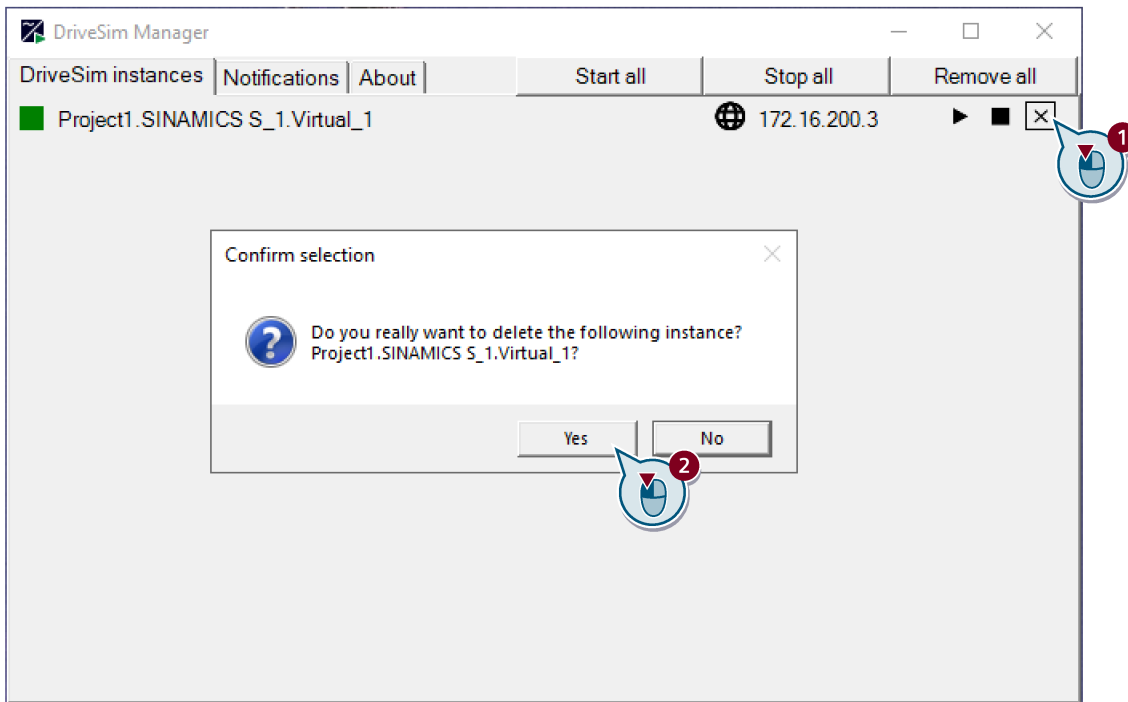 DriveSim Manager
DriveSim instances Notifications About Start all Stop all Remove all
Project1.SINAMICS S_1.Virtual_1 172.16.200.3
1
Confirm selection
Do you really want to delete the following instance?
Project1.SINAMICS S_1.Virtual_1?
Yes No
2